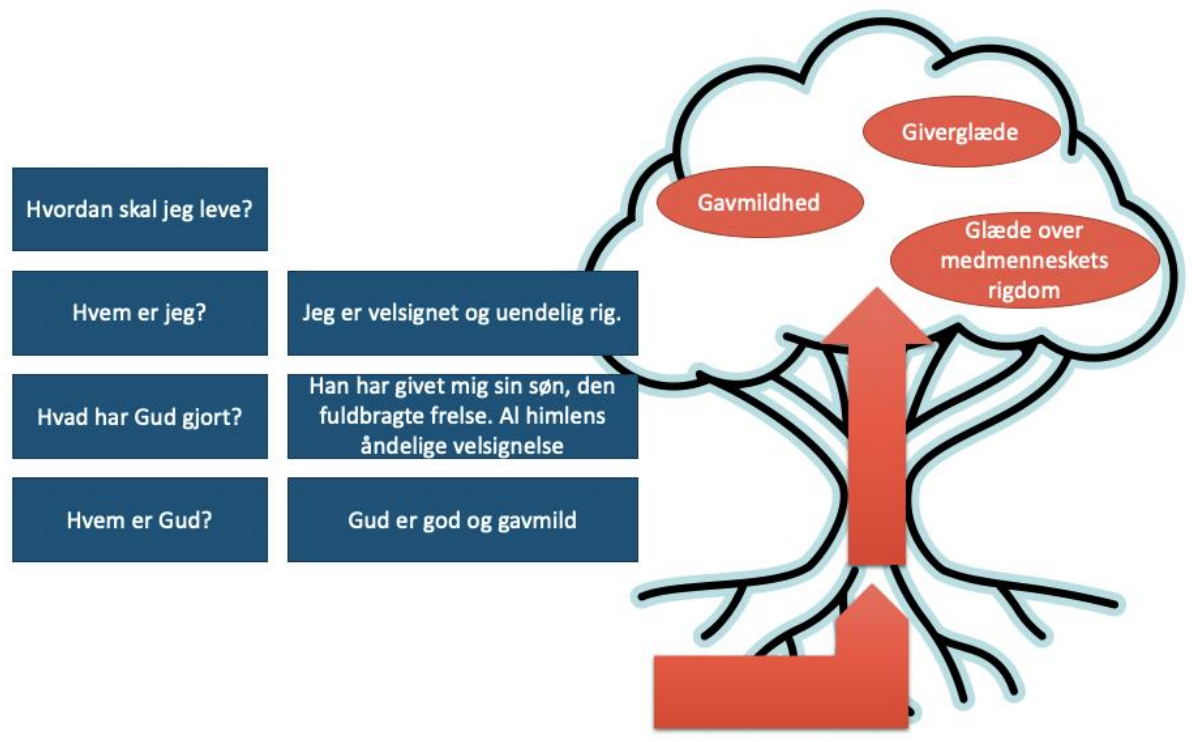 Hvordan skal jeg leve?
Hvem er jeg?
Jeg er velsignet og uendelig rig.
Hvad har Gud gjort?
Han har givet mig sin søn, den
fuldbragte frelse. Al himlens
åndelige velsignelse
Hvem er Gud?
Gud er god og gavmild
Giverglæde
Gavmildhed
Glæde over
medmenneskets
rigdom